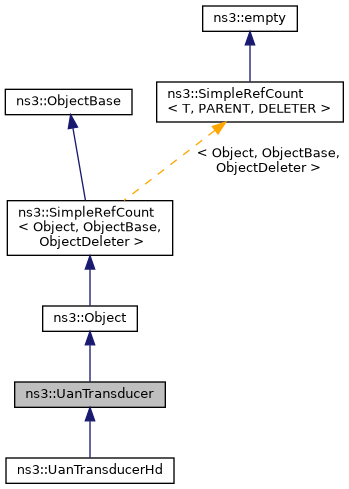 ns3::empty
ns3::SimpleRefCount
< T, PARENT, DELETER >
ns3::ObjectBase
< Object, ObjectBase,
ObjectDeleter >
ns3::SimpleRefCount
< Object, ObjectBase,
ObjectDeleter >
ns3::Object
ns3::UanTransducer
ns3::UanTransducerHd